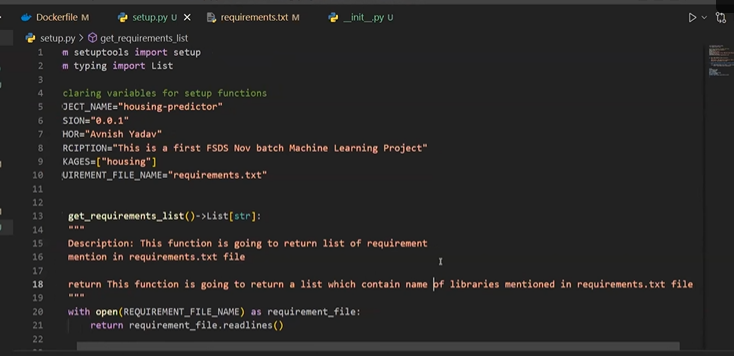 Dockerfile M setup.py U requirements.txt M __init__.py U
setup.py > get_requirements_list
1 m setuptools import setup
2 m typing import List
3
4 claring variables for setup functions
5 JECT_NAME="housing-predictor"
6 SION="0.0.1"
7 HOR="Avnish Yadav"
8 RCIPTION="This is a first FSDS Nov batch Machine Learning Project"
9 KAGES=["housing"]
10 UIREMENT_FILE_NAME="requirements.txt"
11
12
13 get_requirements_list()->List[str]:
14 """
15 Description: This function is going to return list of requirement
16 mention in requirements.txt file
17
18 return This function is going to return a list which contain name of libraries mentioned in requirements.txt file
19 """
20 with open(REQUIREMENT_FILE_NAME) as requirement_file:
21 return requirement_file.readlines()
22